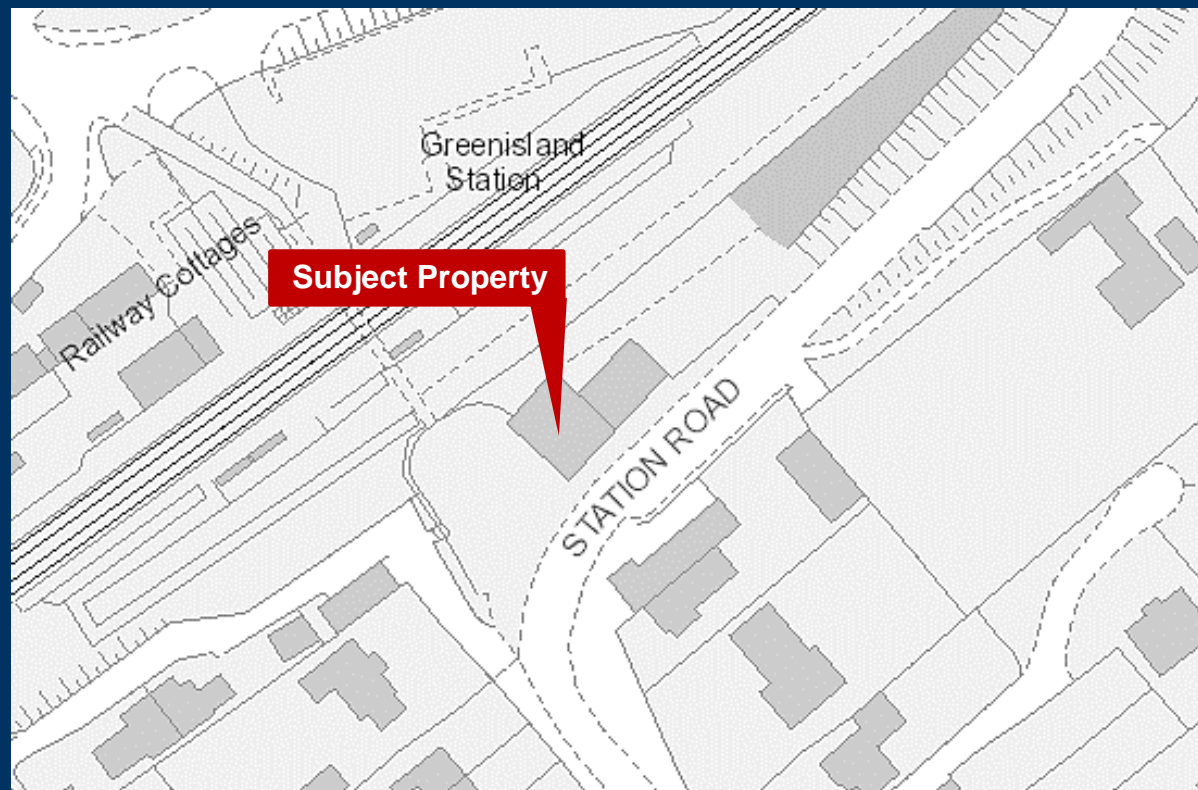 Greenisland
Station
Railway Cottages
Subject Property
STATION ROAD